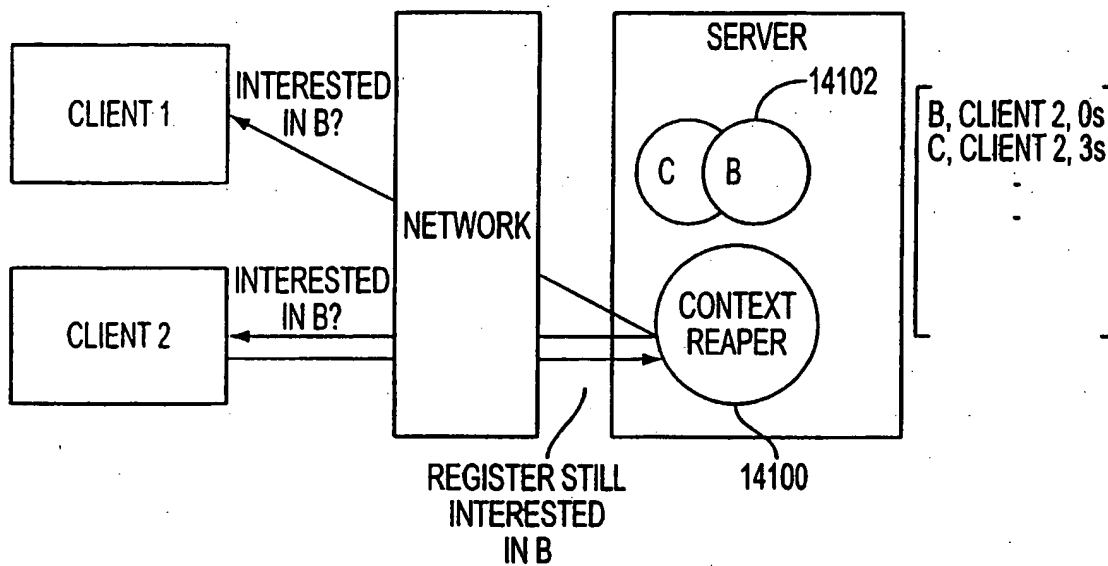 CLIENT 1
INTERESTED
IN B?
CLIENT 2
INTERESTED
IN B?
NETWORK
REGISTER STILL
INTERESTED
IN B
SERVER
14102
C
B
CONTEXT
REAPER
14100
B, CLIENT 2, 0s
C, CLIENT 2, 3s